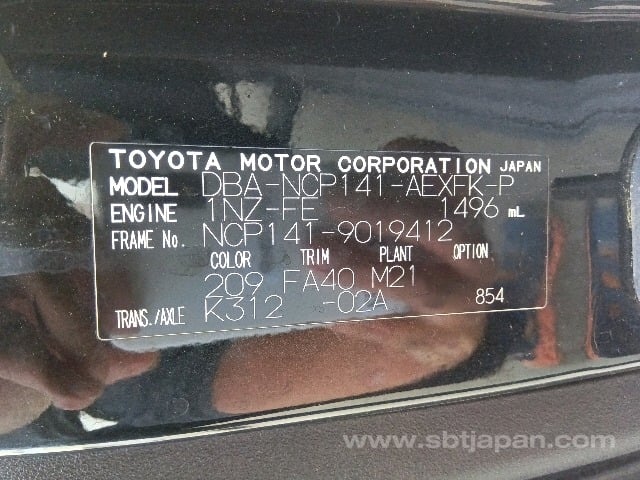 TOYOTA MOTOR CORPORATION JAPAN
MODEL DBA-NCP141-AEXFK-P
ENGINE 1NZ-FE 1496 mL
FRAME No. NCP141-9019412
COLOR TRIM PLANT OPTION
209 FA40 M21
TRANS./AXLE K312 -02A 854
www.sbtjapan.com